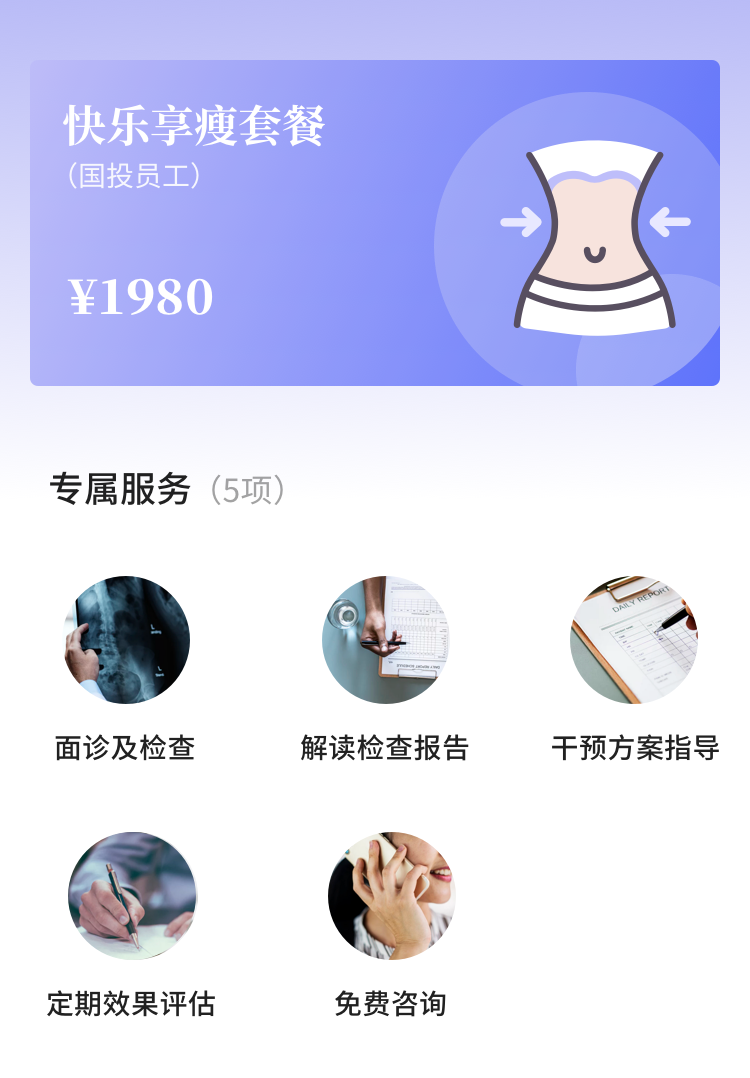 快乐享瘦套餐
（国投员工）
¥1980
专属服务（5项）
DAILY REPORT
面诊及检查
解读检查报告
干预方案指导
定期效果评估
免费咨询